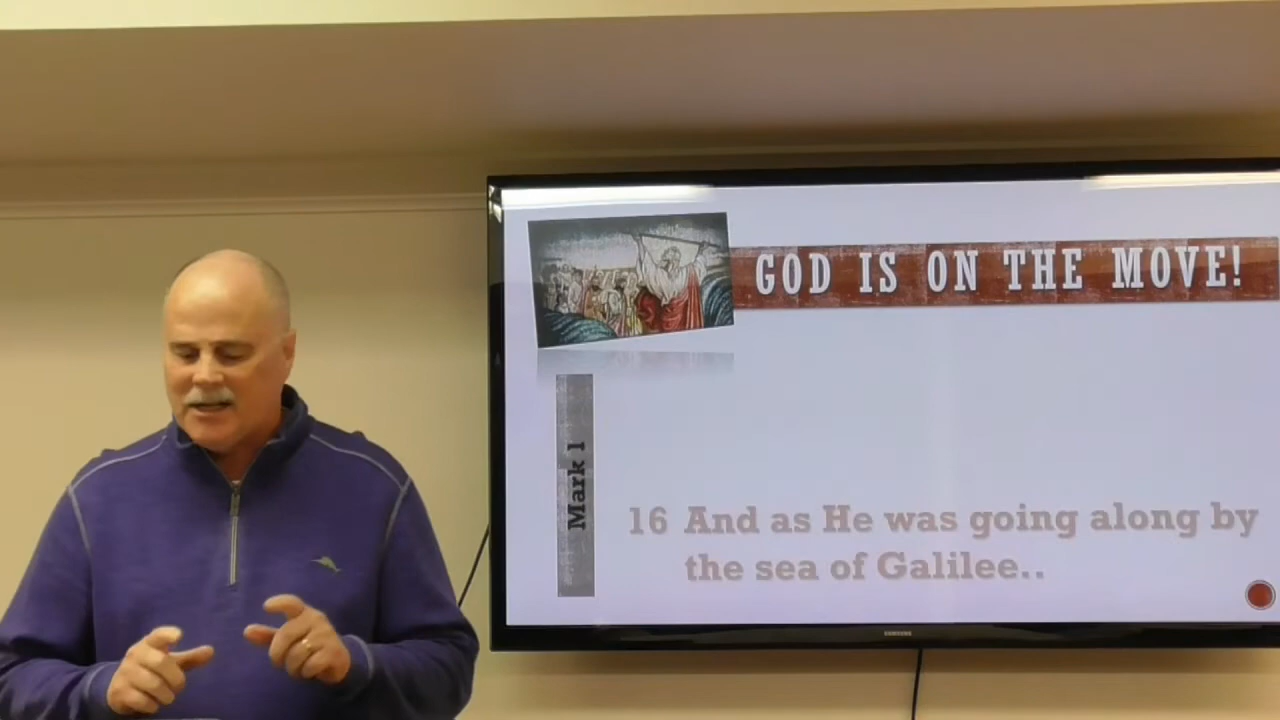 GOD IS ON THE MOVE!
Mark 1
16 And as He was going along by
the sea of Galilee..
SAMSUNG